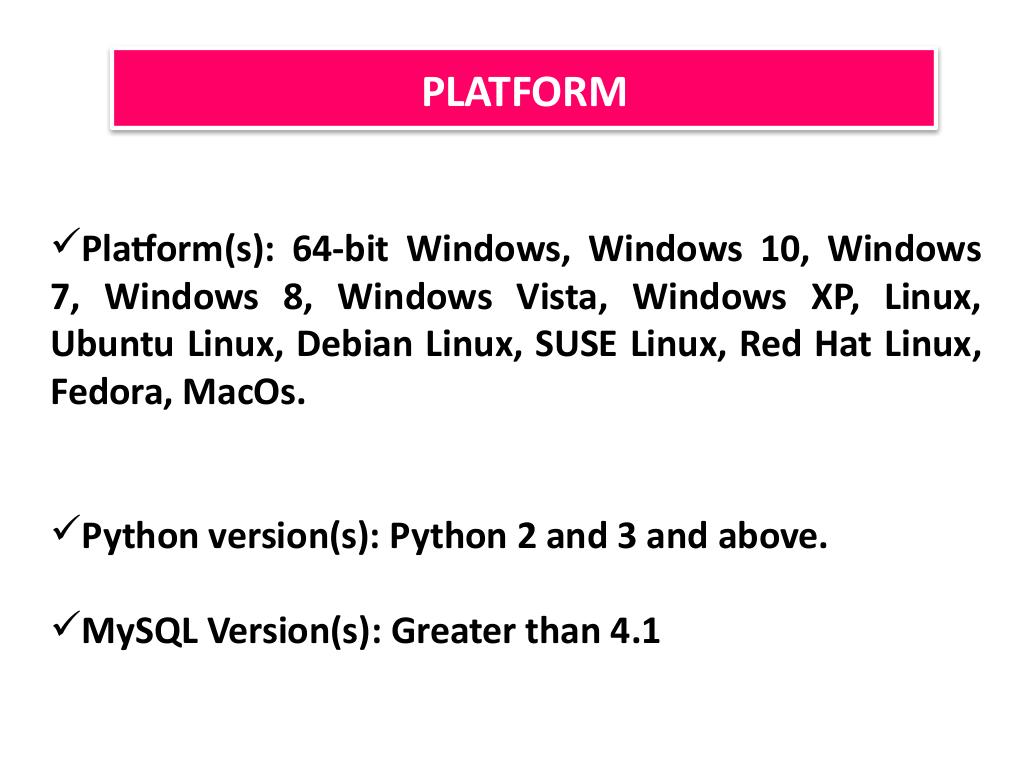 PLATFORM
✓Platform(s): 64-bit Windows, Windows 10, Windows
7, Windows 8, Windows Vista, Windows XP, Linux,
Ubuntu Linux, Debian Linux, SUSE Linux, Red Hat Linux,
Fedora, MacOs.
✓Python version(s): Python 2 and 3 and above.
✓MySQL Version(s): Greater than 4.1